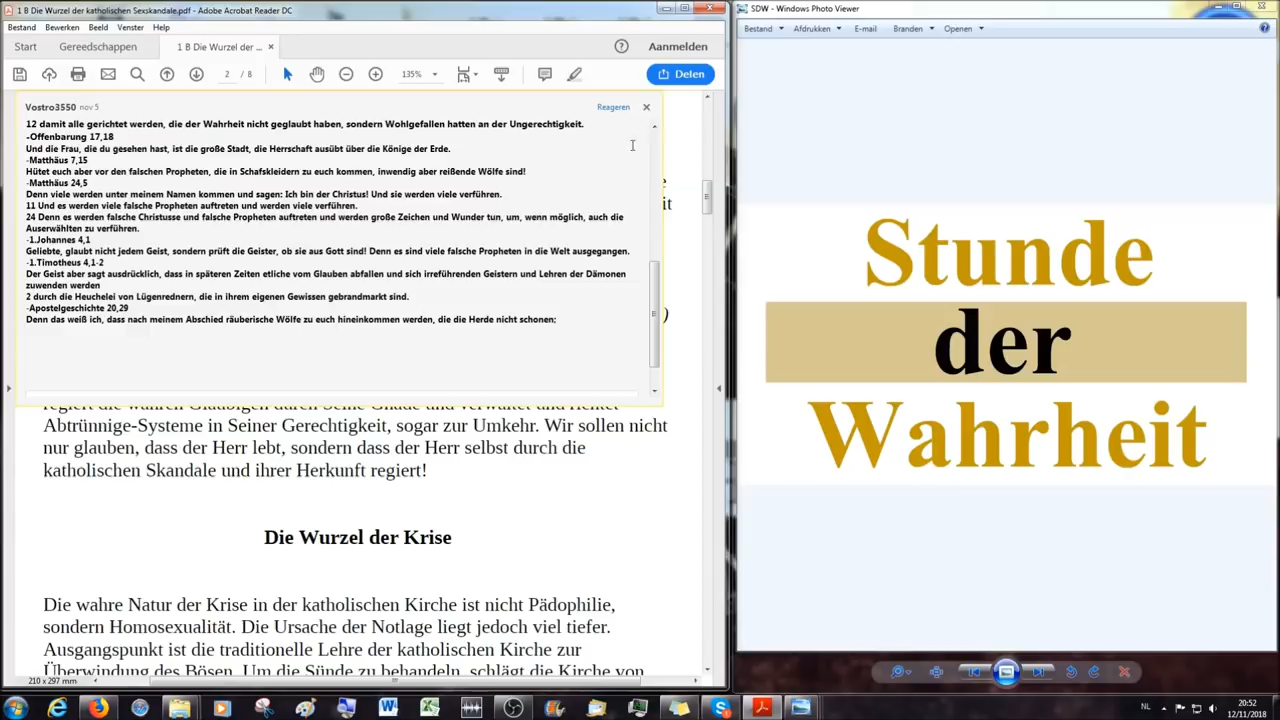 1 B Die Wurzel der katholischen Sexskandale.pdf - Adobe Acrobat Reader DC
Bestand Bewerken Beeld Venster Help
Start Gereedschap 1 B Die Wurzel der ... × Aanmelden
2 / 8 135% Delen
Vostro3550 nov 5 Reageren
12 damit alle gerichtet werden, die der Wahrheit nicht geglaubt haben, sondern Wohlgefallen hatten an der Ungerechtigkeit.
-Offenbarung 17,18
Und die Frau, die du gesehen hast, ist die große Stadt, die Herrschaft ausübt über die Könige der Erde.
-Matthäus 7,15
Hütet euch aber vor den falschen Propheten, die in Schafskleidern zu euch kommen, inwendig aber reißende Wölfe sind!
-Matthäus 24,5
Denn viele werden unter meinem Namen kommen und sagen: Ich bin der Christus! Und sie werden viele verführen.
11 Und es werden viele falsche Propheten auftreten und werden viele verführen.
24 Denn es werden falsche Christusse und falsche Propheten auftreten und werden große Zeichen und Wunder tun, um, wenn möglich, auch die
Auserwählten zu verführen.
-1.Johannes 4,1
Geliebte, glaubt nicht jedem Geist, sondern prüft die Geister, ob sie aus Gott sind! Denn es sind viele falsche Propheten in die Welt ausgegangen.
-1.Timotheus 4,1-2
Der Geist aber sagt ausdrücklich, dass in späteren Zeiten etliche vom Glauben abfallen und sich irreführenden Geistern und Lehren der Dämonen
zuwenden werden
2 durch die Heuchelei von Lügenrednern, die in ihrem eigenen Gewissen gebrandmarkt sind.
-Apostelgeschichte 20,29
Denn das weiß ich, dass nach meinem Abschied räuberische Wölfe zu euch hineinkommen werden, die die Herde nicht schonen;
Abtrünnige-Systeme in Seiner Gerechtigkeit, sogar zur Umkehr. Wir sollen nicht
nur glauben, dass der Herr lebt, sondern dass der Herr selbst durch die
katholischen Skandale und ihrer Herkunft regiert!
Die Wurzel der Krise
Die wahre Natur der Krise in der katholischen Kirche ist nicht Pädophilie,
sondern Homosexualität. Die Ursache der Notlage liegt jedoch viel tiefer.
Ausgangspunkt ist die traditionelle Lehre der katholischen Kirche zur
Überwindung des Bösen. Um die Sünde zu behandeln, schlägt die Kirche von
210 x 297 mm
SDW - Windows Photo Viewer
Bestand Afdrukken E-mail Branden Openen
Stunde
der
Wahrheit
NL 20:52
12/11/2018